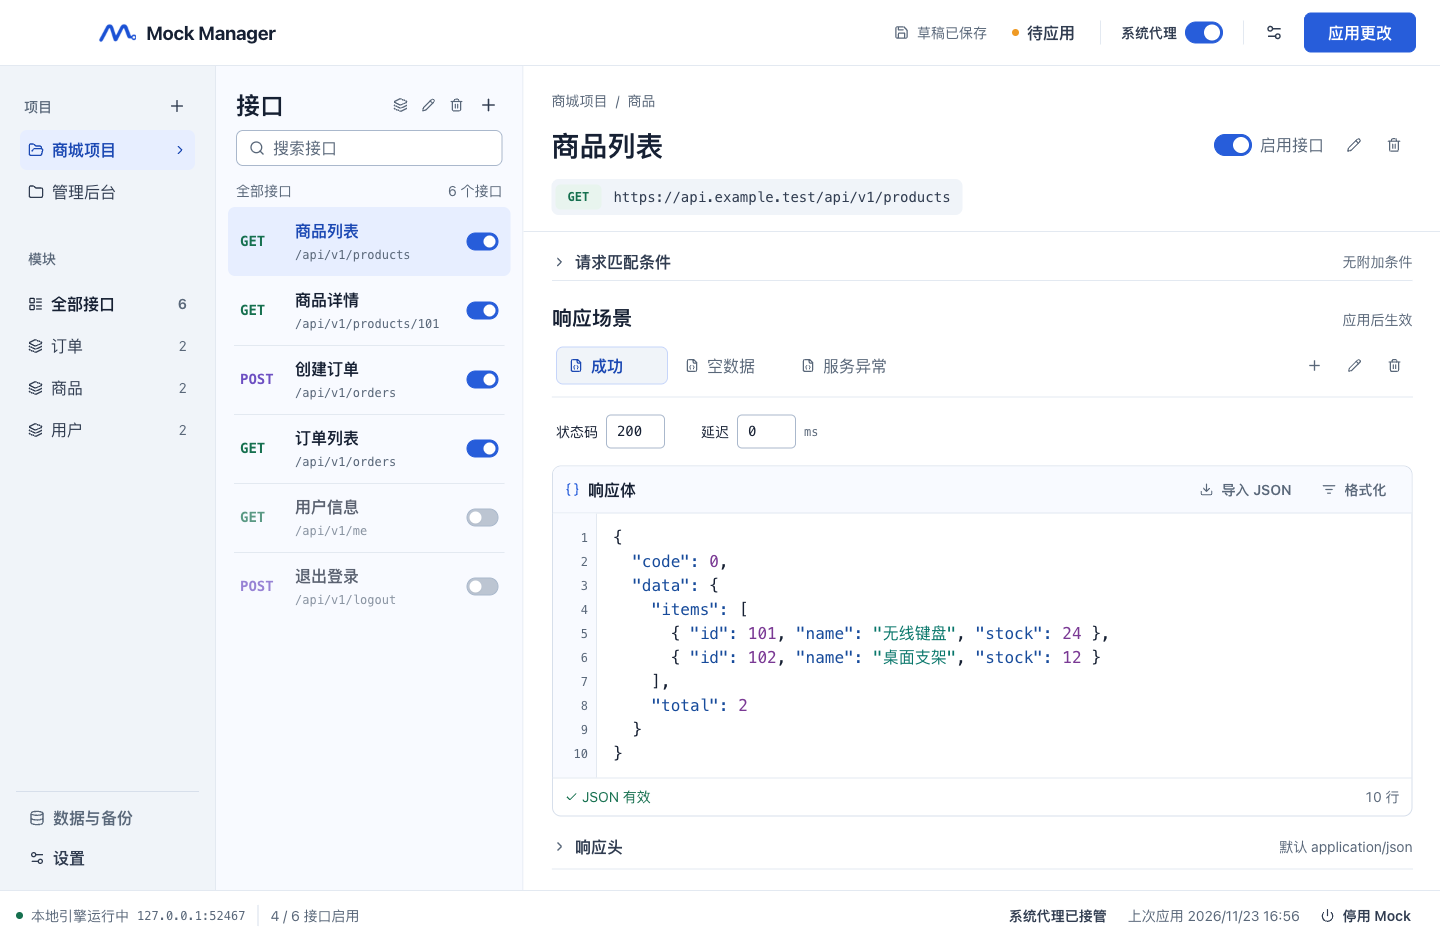 Mock Manager
草稿已保存
待应用
系统代理
应用更改
项目
商城项目
管理后台
模块
全部接口 6
订单 2
商品 2
用户 2
数据与备份
设置
接口
搜索接口
全部接口 6 个接口
GET 商品列表
/api/v1/products
GET 商品详情
/api/v1/products/101
POST 创建订单
/api/v1/orders
GET 订单列表
/api/v1/orders
GET 用户信息
/api/v1/me
POST 退出登录
/api/v1/logout
商城项目 / 商品
商品列表
启用接口
GET https://api.example.test/api/v1/products
请求匹配条件 无附加条件
响应场景 应用后生效
成功 空数据 服务异常
状态码 200 延迟 0 ms
{} 响应体 导入 JSON 格式化
1 {
2 "code": 0,
3 "data": {
4 "items": [
5 { "id": 101, "name": "无线键盘", "stock": 24 },
6 { "id": 102, "name": "桌面支架", "stock": 12 }
7 ],
8 "total": 2
9 }
10 }
JSON 有效 10 行
响应头 默认 application/json
本地引擎运行中 127.0.0.1:52467 4 / 6 接口启用
系统代理已接管 上次应用 2026/11/23 16:56 停用 Mock